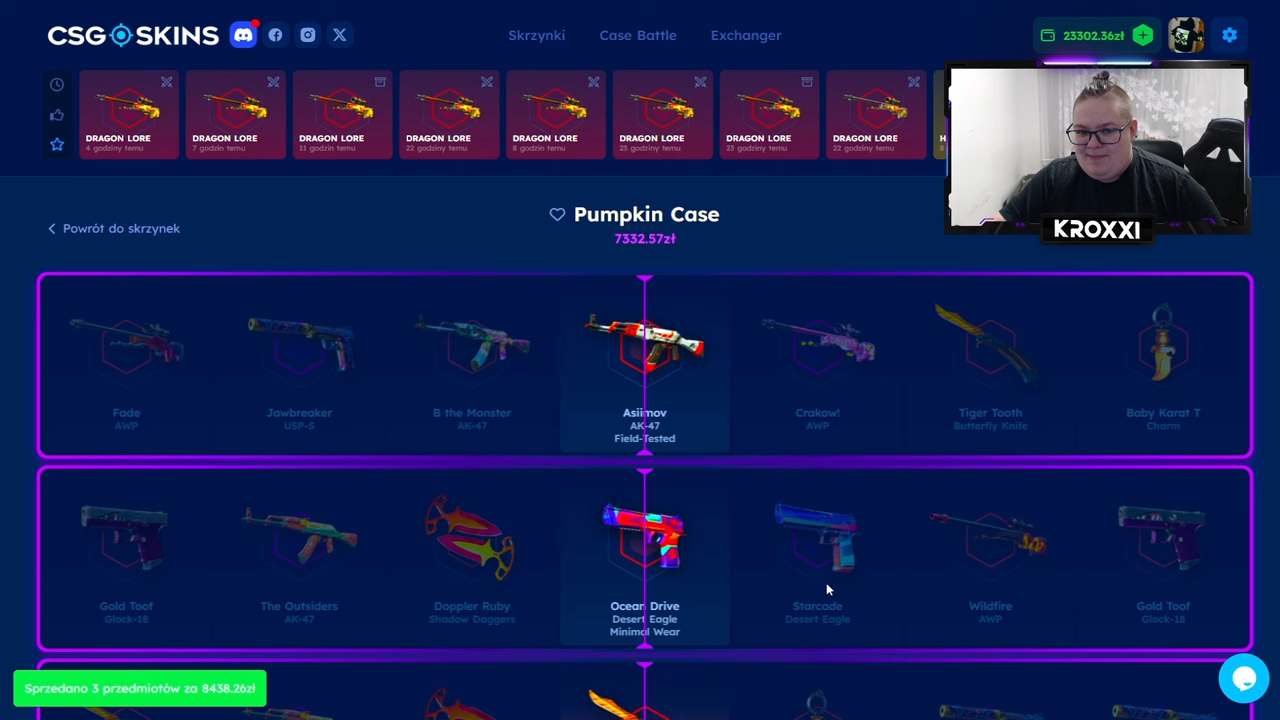 CSG SKINS
Skrzynki
Case Battle
Exchanger
23302.36zł
DRAGON LORE
4 godziny temu
DRAGON LORE
7 godzin temu
DRAGON LORE
11 godzin temu
DRAGON LORE
22 godziny temu
DRAGON LORE
8 godzin temu
DRAGON LORE
23 godziny temu
DRAGON LORE
23 godziny temu
DRAGON LORE
22 godziny temu
KROXXI
Powrót do skrzynek
Pumpkin Case
7332.57zł
Fade
AWP
Jawbreaker
USP-S
B the Monster
AK-47
Asiimov
AK-47
Field-Tested
Crakow!
AWP
Tiger Tooth
Butterfly Knife
Baby Karat T
Charm
Gold Toof
Glock-18
The Outsiders
AK-47
Doppler Ruby
Shadow Daggers
Ocean Drive
Desert Eagle
Minimal Wear
Starcade
Desert Eagle
Wildfire
AWP
Gold Toof
Glock-18
Sprzedano 3 przedmiotów za 8438.26zł